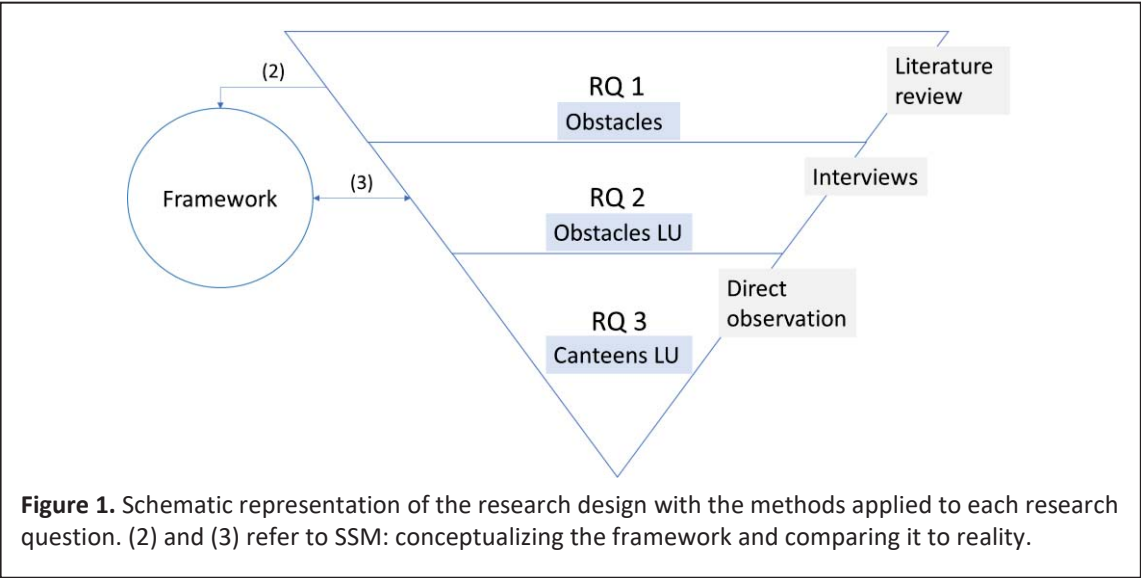 (2)
RQ 1
Obstacles
Literature
review
Framework
(3)
RQ 2
Obstacles LU
Interviews
RQ 3
Canteens LU
Direct
observation
Figure 1. Schematic representation of the research design with the methods applied to each research
question. (2) and (3) refer to SSM: conceptualizing the framework and comparing it to reality.